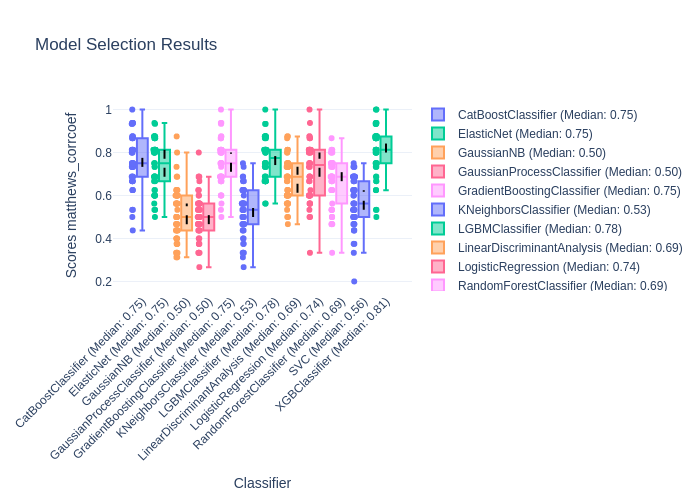 Model Selection Results
Scores matthews_corrcoef
1
0.8
0.6
0.4
0.2
CatBoostClassifier (Median: 0.75)
ElasticNet (Median: 0.75)
GaussianNB (Median: 0.50)
GaussianProcessClassifier (Median: 0.50)
GradientBoostingClassifier (Median: 0.75)
KNeighborsClassifier (Median: 0.53)
LGBMClassifier (Median: 0.78)
LinearDiscriminantAnalysis (Median: 0.69)
LogisticRegression (Median: 0.74)
RandomForestClassifier (Median: 0.69)
SVC (Median: 0.56)
XGBClassifier (Median: 0.81)
Classifier
CatBoostClassifier (Median: 0.75)
ElasticNet (Median: 0.75)
GaussianNB (Median: 0.50)
GaussianProcessClassifier (Median: 0.50)
GradientBoostingClassifier (Median: 0.75)
KNeighborsClassifier (Median: 0.53)
LGBMClassifier (Median: 0.78)
LinearDiscriminantAnalysis (Median: 0.69)
LogisticRegression (Median: 0.74)
RandomForestClassifier (Median: 0.69)